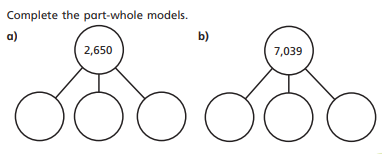 Complete the part-whole models.
a)
2,650
b)
7,039